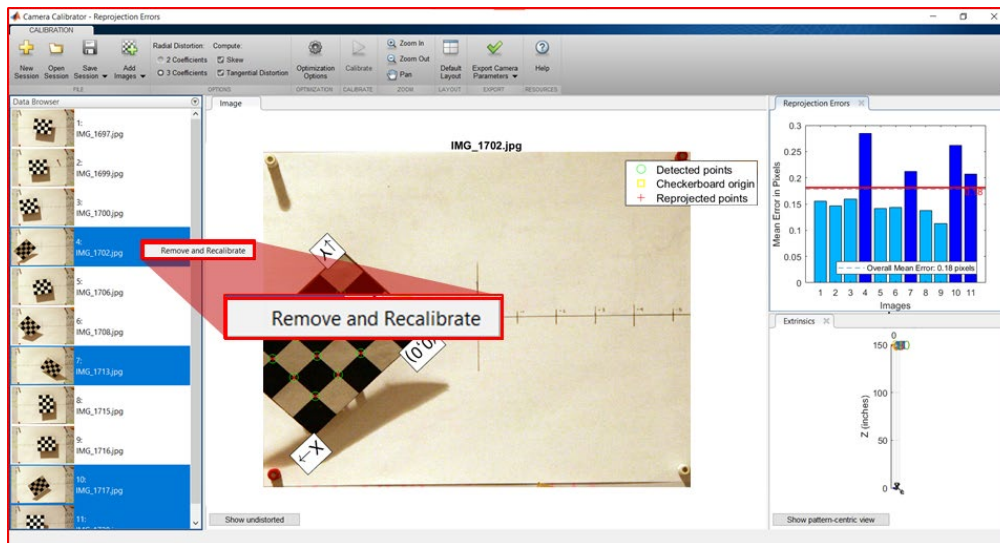 Camera Calibrator - Reprojection Errors
CALIBRATION
New Session
Open Session
Save Session
Add Images
FILE
Radial Distortion:
2 Coefficients
3 Coefficients
Compute:
Skew
Tangential Distortion
OPTIONS
Optimization Options
OPTIMIZATION
Calibrate
CALIBRATE
Zoom In
Zoom Out
Pan
ZOOM
Default Layout
LAYOUT
Export Camera Parameters
EXPORT
Help
RESOURCES
Data Browser
1:
IMG_1697.jpg
2:
IMG_1699.jpg
3:
IMG_1700.jpg
4:
IMG_1702.jpg
5:
IMG_1706.jpg
6:
IMG_1708.jpg
7:
IMG_1713.jpg
8:
IMG_1715.jpg
9:
IMG_1716.jpg
10:
IMG_1717.jpg
11:
Remove and Recalibrate
Remove and Recalibrate
Image
IMG_1702.jpg
Detected points
Checkerboard origin
Reprojected points
Y→
(0,0)
X→
Show undistorted
Reprojection Errors
Mean Error in Pixels
0.3
0.25
0.2
0.15
0.1
0.05
0
Overall Mean Error: 0.18 pixels
1 2 3 4 5 6 7 8 9 10 11
Images
Extrinsics
0
150
100
50
0
Z (inches)
Show pattern-centric view